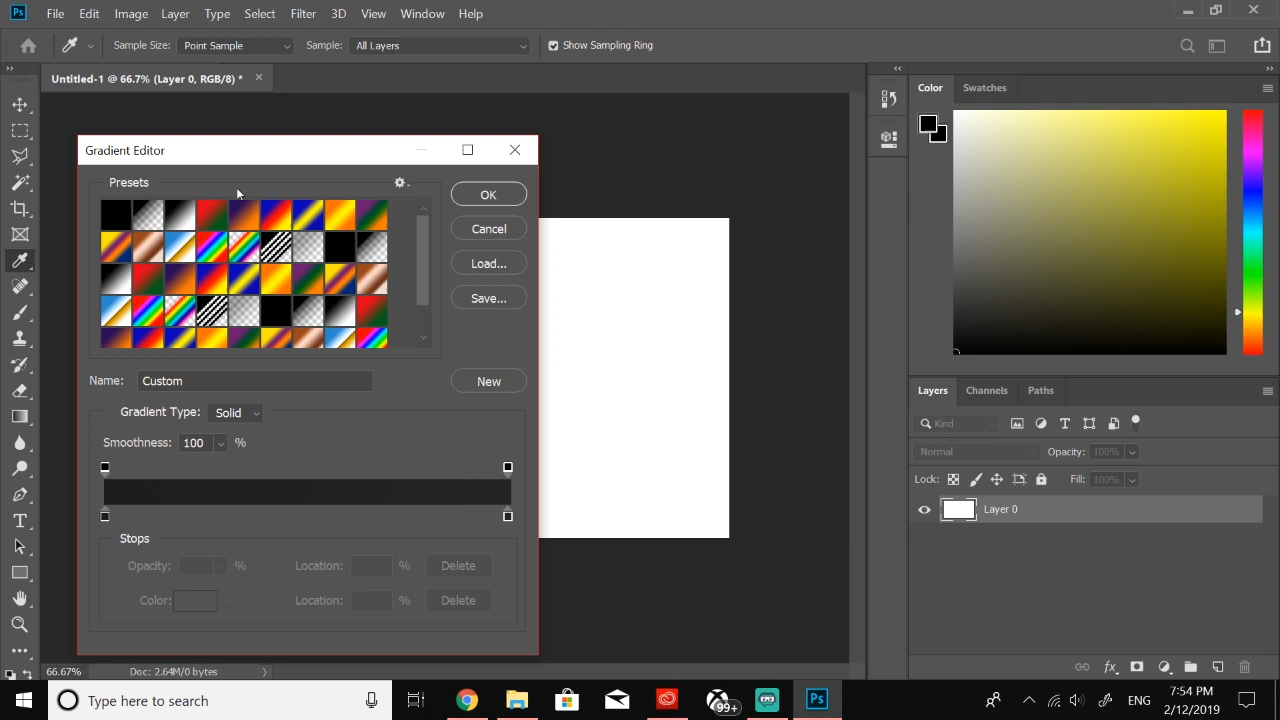 Ps File Edit Image Layer Type Select Filter 3D View Window Help
Sample Size: Point Sample Sample: All Layers Show Sampling Ring
Untitled-1 @ 66.7% (Layer 0, RGB/8) *
Color Swatches
Gradient Editor
Presets
OK
Cancel
Load...
Save...
Name: Custom
New
Gradient Type: Solid
Smoothness: 100 %
Stops
Opacity: % Location: % Delete
Color: Location: % Delete
Layers Channels Paths
Kind
Normal Opacity: 100%
Lock: Fill: 100%
Layer 0
66.67% Doc: 2.64M/0 bytes
Type here to search
99+
Ps
ENG
7:54 PM
2/12/2019